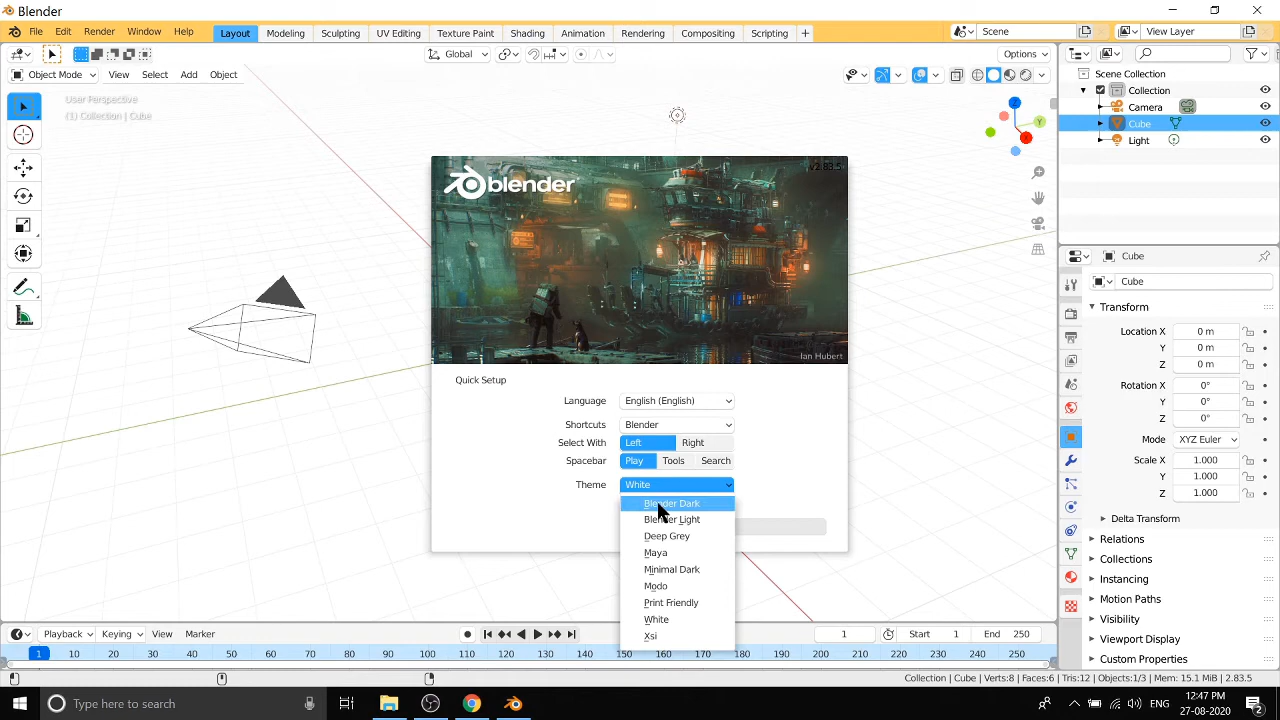 Blender
File Edit Render Window Help Layout Modeling Sculpting UV Editing Texture Paint Shading Animation Rendering Compositing Scripting + Scene View Layer
Global Options
Object Mode View Select Add Object
User Perspective
(1) Collection | Cube
Scene Collection
Collection
Camera
Cube
Light
Z
Y
X
v2.83.5
blender
Ian Hubert
Quick Setup
Language English (English)
Shortcuts Blender
Select With Left Right
Spacebar Play Tools Search
Theme White
Blender Dark
Blender Light
Deep Grey
Maya
Minimal Dark
Modo
Print Friendly
White
Xsi
Cube
Cube
Transform
Location X 0 m
Y 0 m
Z 0 m
Rotation X 0°
Y 0°
Z 0°
Mode XYZ Euler
Scale X 1.000
Y 1.000
Z 1.000
Delta Transform
Relations
Collections
Instancing
Motion Paths
Visibility
Viewport Display
Custom Properties
Playback Keying View Marker 1 Start 1 End 250
1 10 20 30 40 50 60 70 80 90 100 110 120 130 140 150 160 170 180 190 200 210 220 230 240 250
Collection | Cube | Verts:8 | Faces:6 | Tris:12 | Objects:1/3 | Mem: 15.1 MiB | 2.83.5
Type here to search
ENG
12:47 PM
27-08-2020